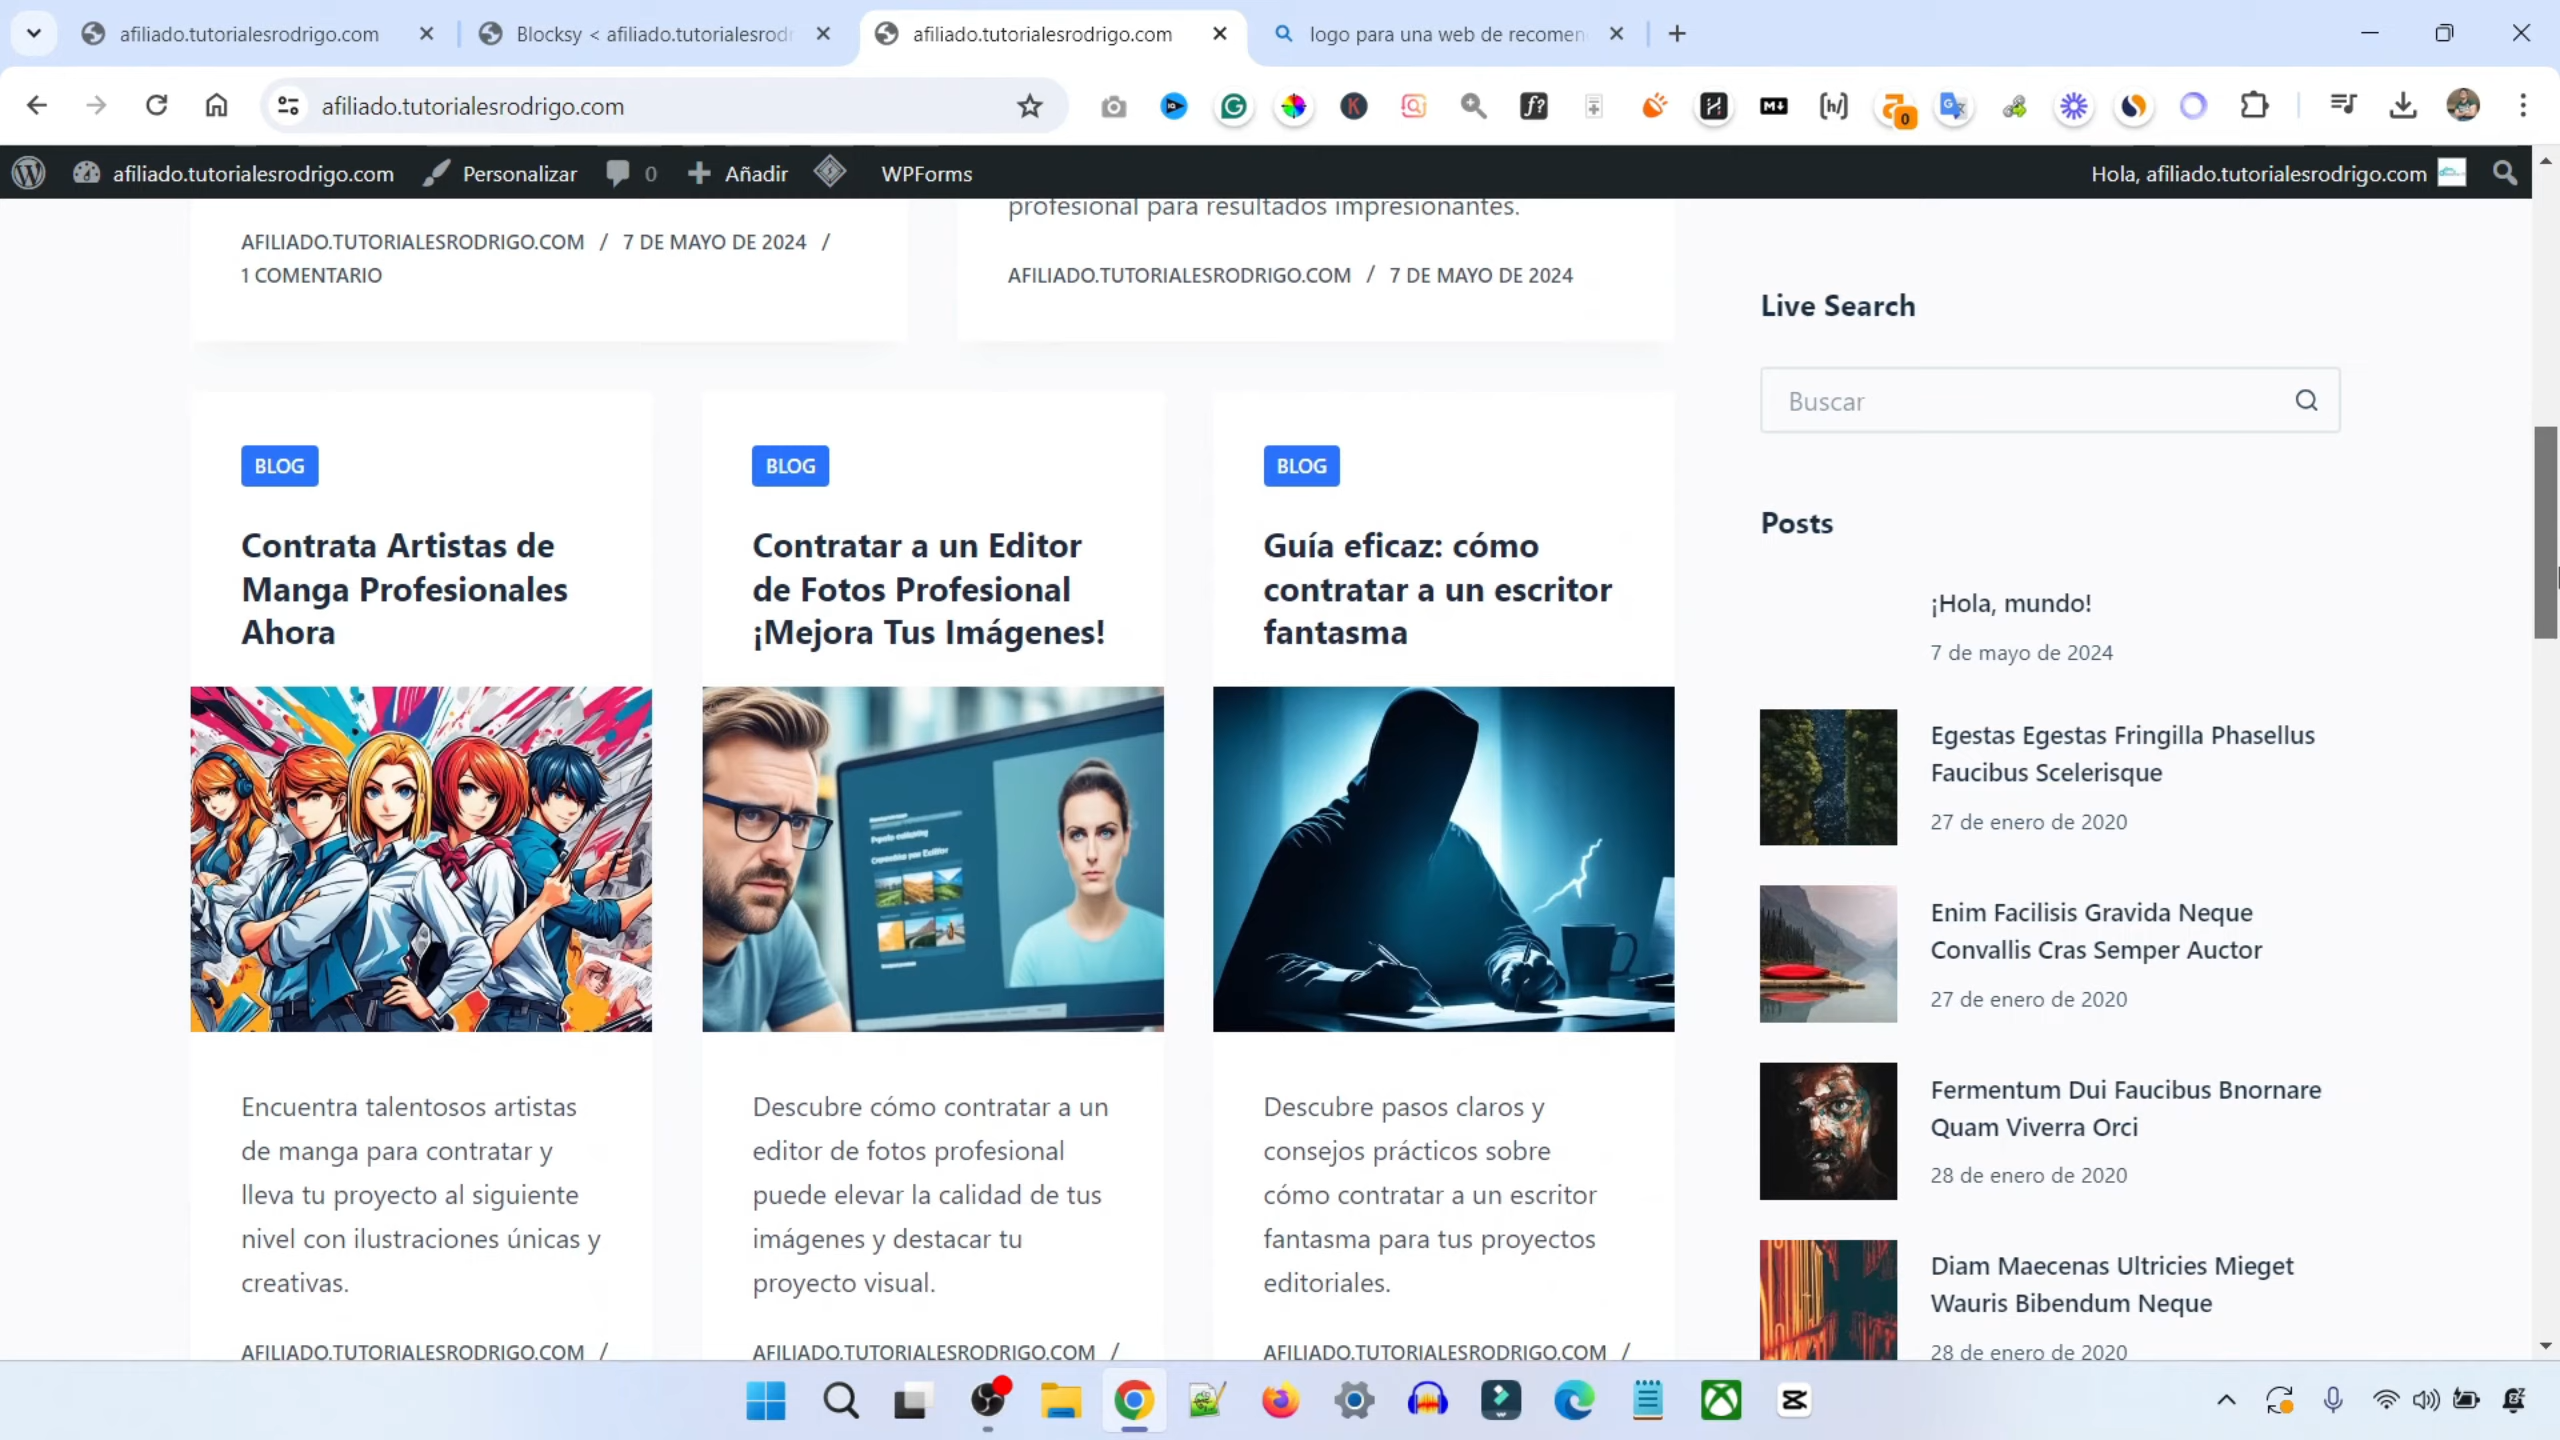 afiliado.tutorialesrodrigo.com
Blocksy < afiliado.tutorialesrodr
afiliado.tutorialesrodrigo.com
logo para una web de recomen
afiliado.tutorialesrodrigo.com
afiliado.tutorialesrodrigo.com
Personalizar
0
Añadir
WPForms
Hola, afiliado.tutorialesrodrigo.com
profesional para resultados impresionantes.
AFILIADO.TUTORIALESRODRIGO.COM / 7 DE MAYO DE 2024 /
1 COMENTARIO
AFILIADO.TUTORIALESRODRIGO.COM / 7 DE MAYO DE 2024
BLOG
Contrata Artistas de
Manga Profesionales
Ahora
Encuentra talentosos artistas
de manga para contratar y
lleva tu proyecto al siguiente
nivel con ilustraciones únicas y
creativas.
AFILIADO.TUTORIALESRODRIGO.COM /
BLOG
Contratar a un Editor
de Fotos Profesional
¡Mejora Tus Imágenes!
Descubre cómo contratar a un
editor de fotos profesional
puede elevar la calidad de tus
imágenes y destacar tu
proyecto visual.
AFILIADO.TUTORIALESRODRIGO.COM /
BLOG
Guía eficaz: cómo
contratar a un escritor
fantasma
Descubre pasos claros y
consejos prácticos sobre
cómo contratar a un escritor
fantasma para tus proyectos
editoriales.
AFILIADO.TUTORIALESRODRIGO.COM /
Live Search
Buscar
Posts
¡Hola, mundo!
7 de mayo de 2024
Egestas Egestas Fringilla Phasellus
Faucibus Scelerisque
27 de enero de 2020
Enim Facilisis Gravida Neque
Convallis Cras Semper Auctor
27 de enero de 2020
Fermentum Dui Faucibus Bnornare
Quam Viverra Orci
28 de enero de 2020
Diam Maecenas Ultricies Mieget
Wauris Bibendum Neque
28 de enero de 2020